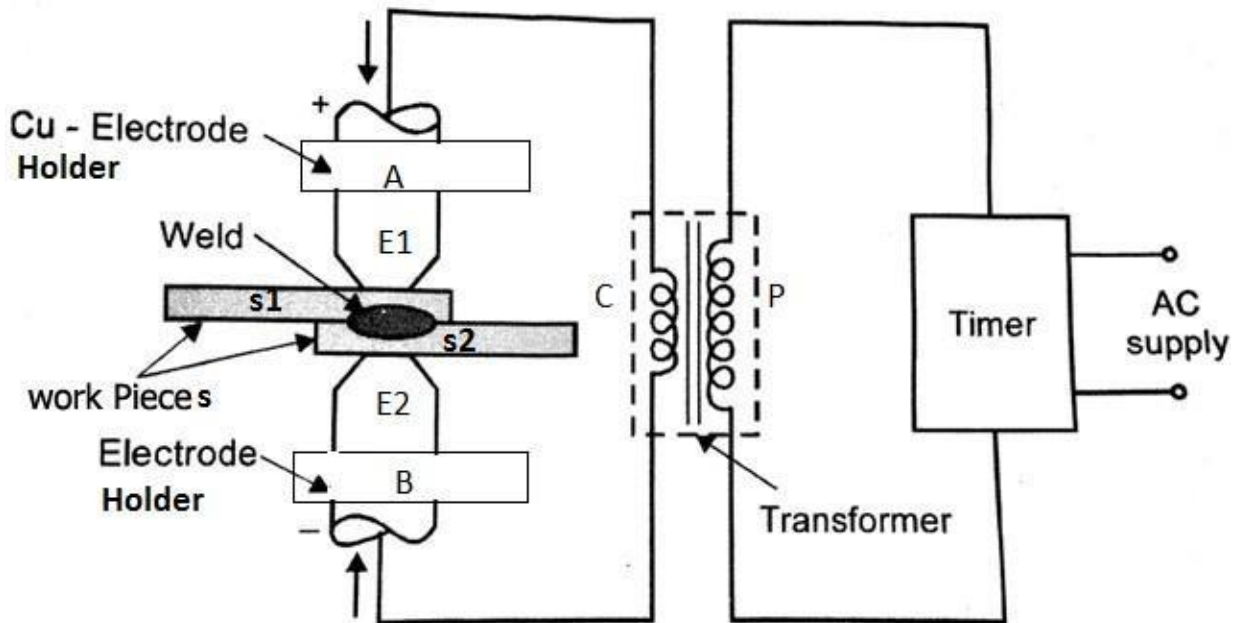 +
Cu - Electrode
Holder
A
Weld
E1
s1
s2
work Pieces
E2
Electrode
Holder
B
–
C
P
Transformer
Timer
AC
supply